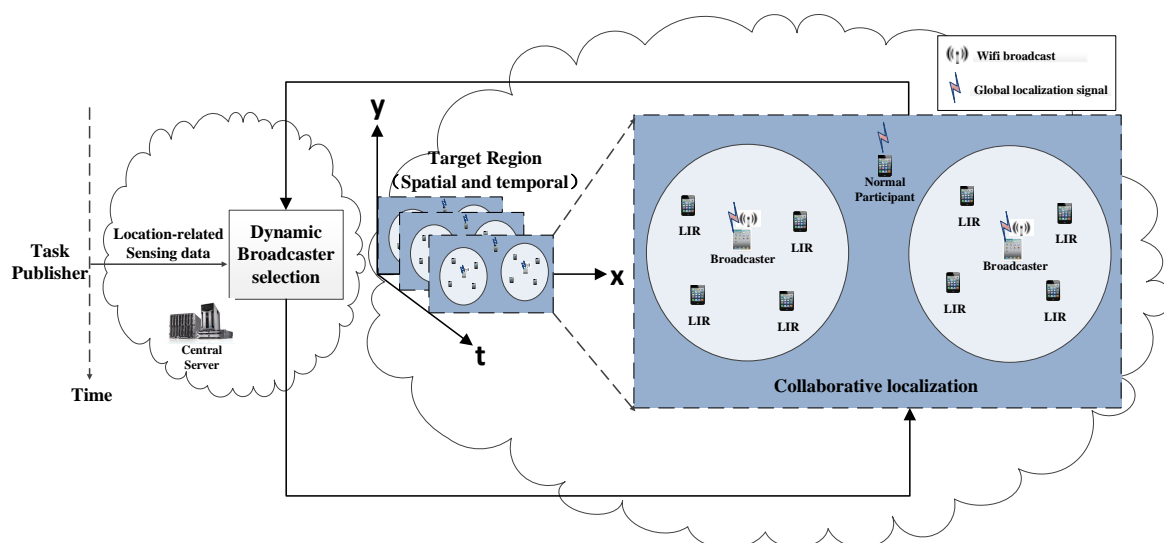 Wifi broadcast
Global localization signal
y
Target Region
（Spatial and temporal）
x
t
Task
Publisher
Time
Location-related
Sensing data
Dynamic
Broadcaster
selection
Central
Server
Normal
Participant
LIR
LIR
Broadcaster
LIR
LIR
LIR
LIR
Broadcaster
LIR
LIR
Collaborative localization